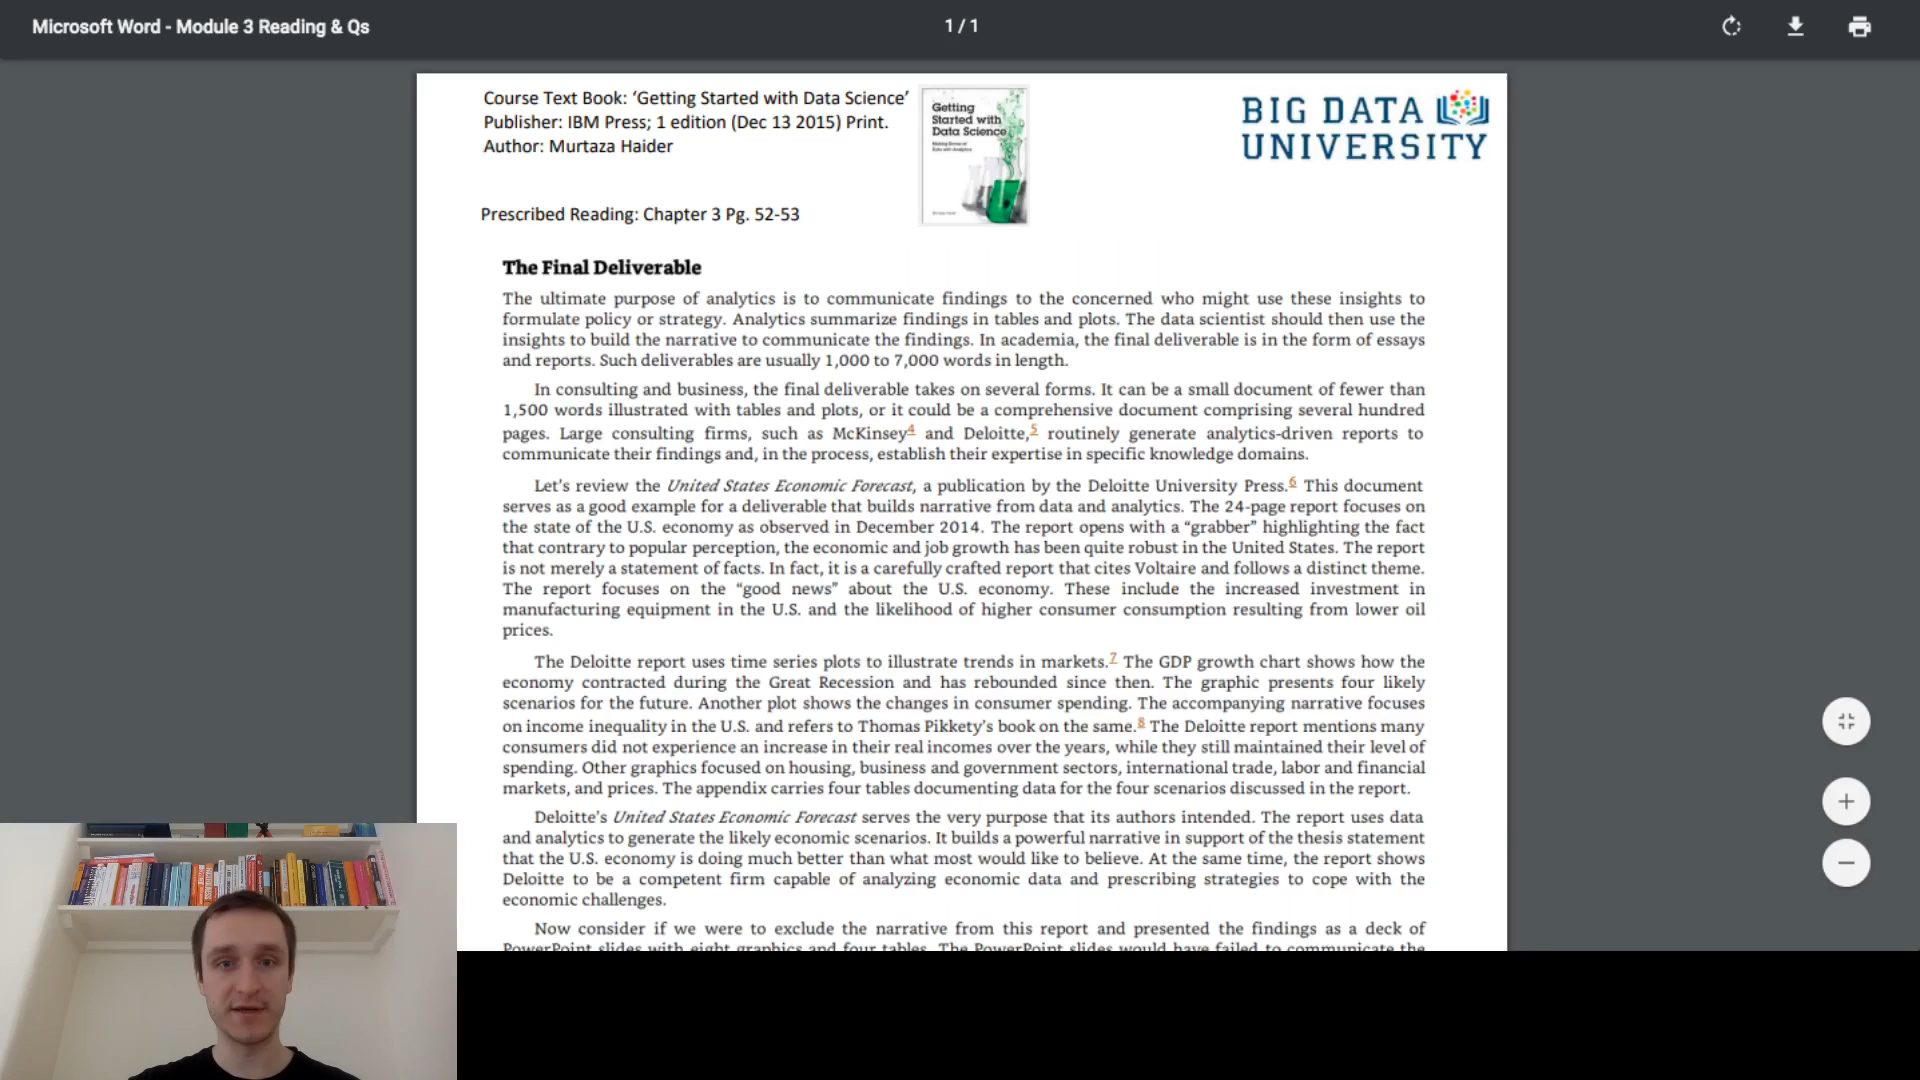 Microsoft Word - Module 3 Reading & Qs
1 / 1
Course Text Book: ‘Getting Started with Data Science’
Publisher: IBM Press; 1 edition (Dec 13 2015) Print.
Author: Murtaza Haider
Getting
Started with
Data Science
BIG DATA
UNIVERSITY
Prescribed Reading: Chapter 3 Pg. 52-53
The Final Deliverable
The ultimate purpose of analytics is to communicate findings to the concerned who might use these insights to
formulate policy or strategy. Analytics summarize findings in tables and plots. The data scientist should then use the
insights to build the narrative to communicate the findings. In academia, the final deliverable is in the form of essays
and reports. Such deliverables are usually 1,000 to 7,000 words in length.
In consulting and business, the final deliverable takes on several forms. It can be a small document of fewer than
1,500 words illustrated with tables and plots, or it could be a comprehensive document comprising several hundred
pages. Large consulting firms, such as McKinsey4 and Deloitte,5 routinely generate analytics-driven reports to
communicate their findings and, in the process, establish their expertise in specific knowledge domains.
Let’s review the United States Economic Forecast, a publication by the Deloitte University Press.6 This document
serves as a good example for a deliverable that builds narrative from data and analytics. The 24-page report focuses on
the state of the U.S. economy as observed in December 2014. The report opens with a “grabber” highlighting the fact
that contrary to popular perception, the economic and job growth has been quite robust in the United States. The report
is not merely a statement of facts. In fact, it is a carefully crafted report that cites Voltaire and follows a distinct theme.
The report focuses on the “good news” about the U.S. economy. These include the increased investment in
manufacturing equipment in the U.S. and the likelihood of higher consumer consumption resulting from lower oil
prices.
The Deloitte report uses time series plots to illustrate trends in markets.7 The GDP growth chart shows how the
economy contracted during the Great Recession and has rebounded since then. The graphic presents four likely
scenarios for the future. Another plot shows the changes in consumer spending. The accompanying narrative focuses
on income inequality in the U.S. and refers to Thomas Pikkety’s book on the same.8 The Deloitte report mentions many
consumers did not experience an increase in their real incomes over the years, while they still maintained their level of
spending. Other graphics focused on housing, business and government sectors, international trade, labor and financial
markets, and prices. The appendix carries four tables documenting data for the four scenarios discussed in the report.
Deloitte’s United States Economic Forecast serves the very purpose that its authors intended. The report uses data
and analytics to generate the likely economic scenarios. It builds a powerful narrative in support of the thesis statement
that the U.S. economy is doing much better than what most would like to believe. At the same time, the report shows
Deloitte to be a competent firm capable of analyzing economic data and prescribing strategies to cope with the
economic challenges.
Now consider if we were to exclude the narrative from this report and presented the findings as a deck of
PowerPoint slides with eight graphics and four tables. The PowerPoint slides would have failed to communicate the